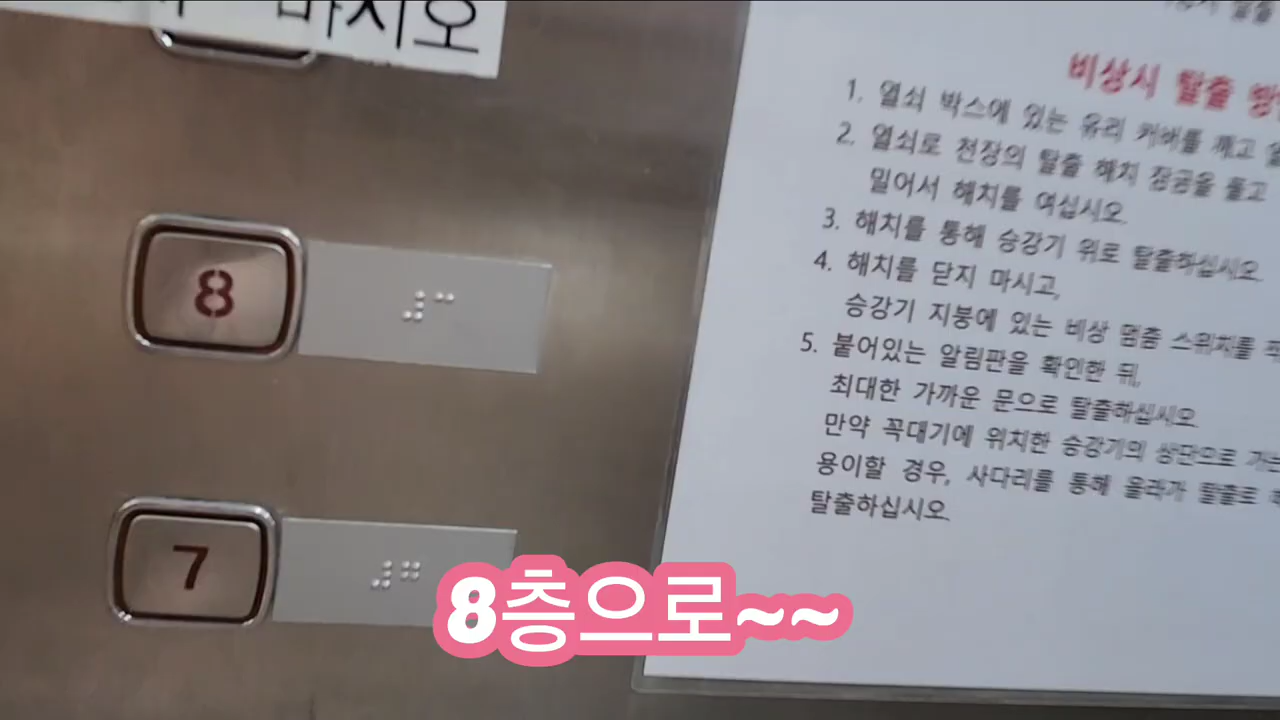 마시오
8
7
비상시 탈출
1. 열쇠 박스에 있는 유리 커버를 깨고
2. 열쇠로 천장의 탈출 해치 잠금을 풀고
밀어서 해치를 여십시오.
3. 해치를 통해 승강기 위로 탈출하십시오.
4. 해치를 닫지 마시고,
승강기 지붕에 있는 비상 멈춤 스위치를
5. 붙어있는 알림판을 확인한 뒤,
최대한 가까운 문으로 탈출하십시오.
만약 꼭대기에 위치한 승강기의 상단으로
용이할 경우, 사다리를 통해 올라가 탈출로
탈출하십시오.
8층으로~~